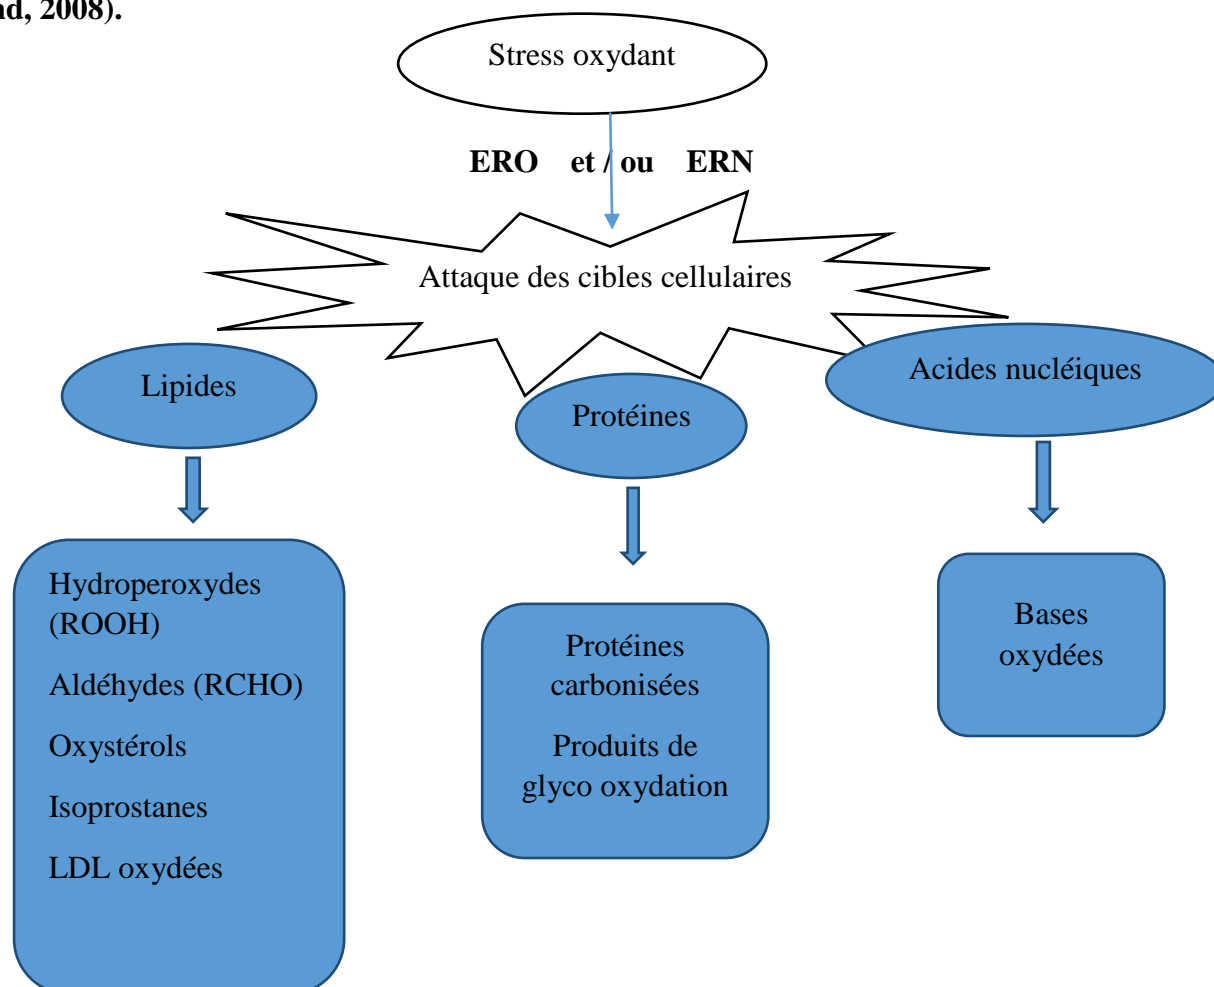 nd, 2008).
Stress oxydant
ERO et / ou ERN
Attaque des cibles cellulaires
Lipides
Protéines
Acides nucléiques
Hydroperoxydes
(ROOH)
Aldéhydes (RCHO)
Oxystérols
Isoprostanes
LDL oxydées
Protéines
carbonisées
Produits de
glyco oxydation
Bases
oxydées